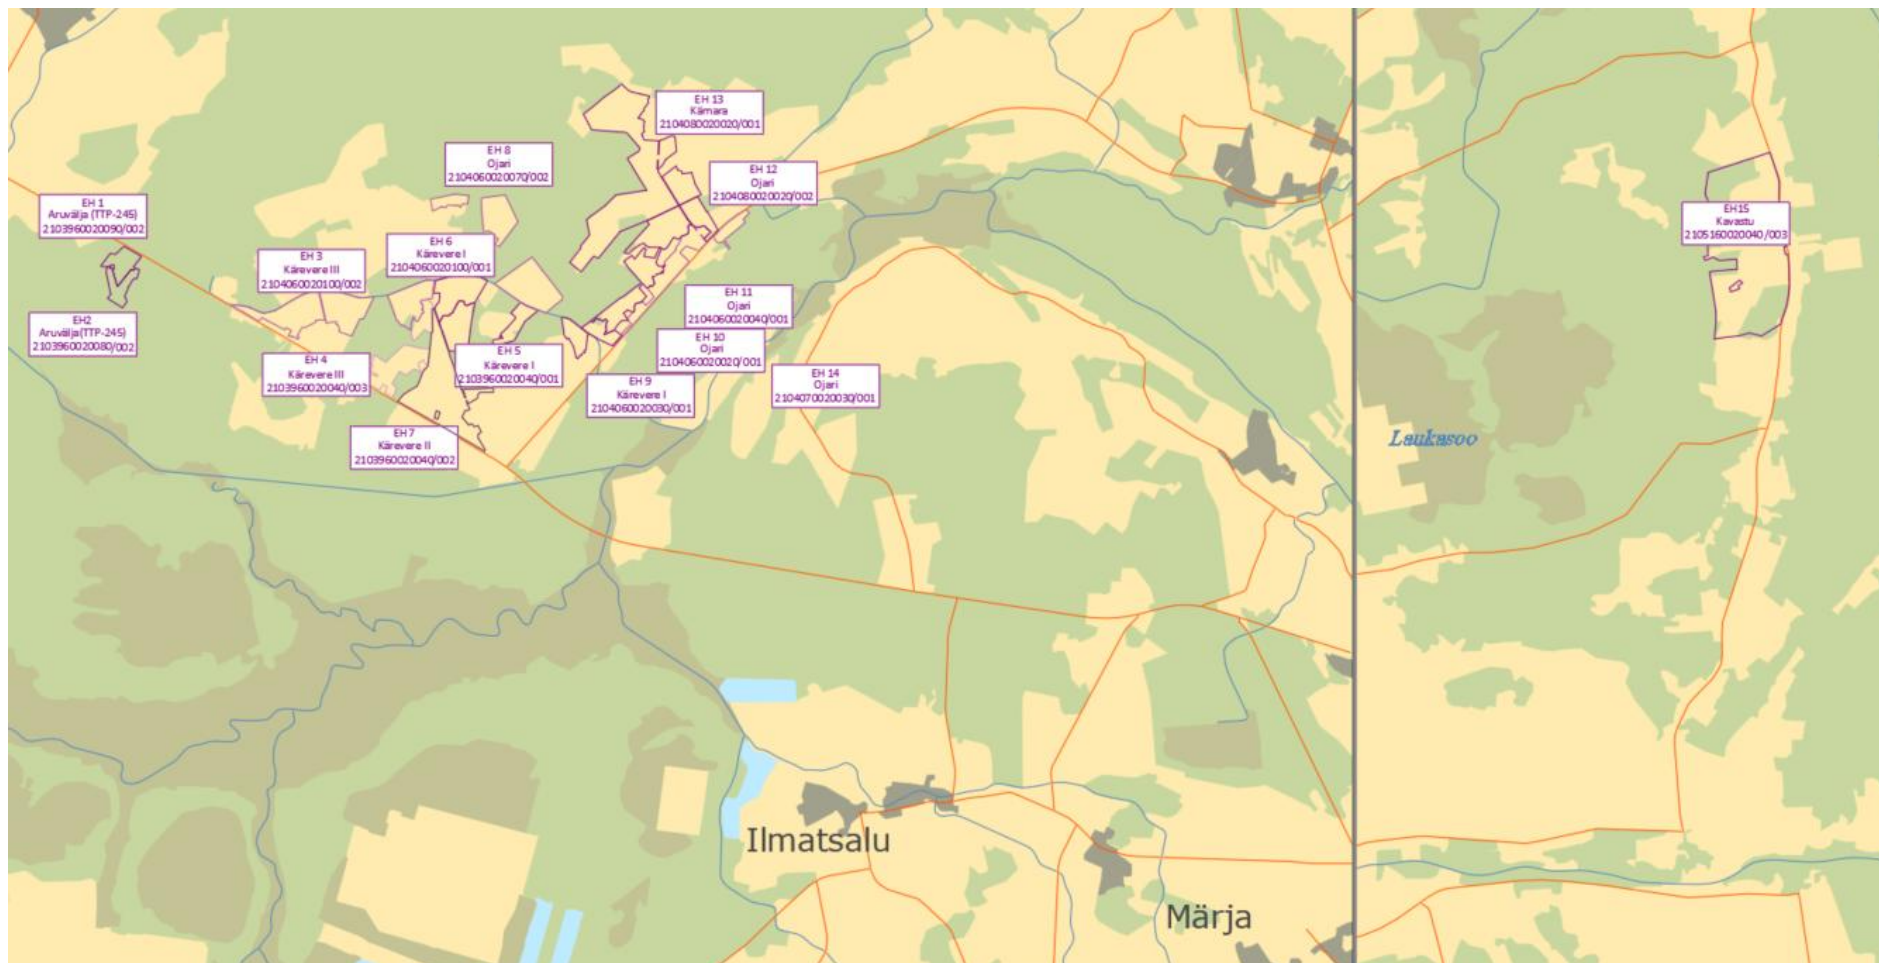 EH 13
Kämara
2104080020020/001
EH 8
Ojari
2104060020070/002
EH 12
Ojari
2104080020020/002
EH 1
Aruvälja (TTP-245)
2103960020090/002
EH15
Kavastu
2105160020040/003
EH 6
Kärevere I
2104060020100/001
EH 3
Kärevere III
2104060020100/002
EH 11
Ojari
2104060020040/001
EH2
Aruvälja(TTP-245)
2103960020080/002
EH 10
Ojari
2104060020020/001
EH 5
Kärevere I
2103960020040/001
EH 4
Kärevere III
2103960020040/003
EH 14
Ojari
2104070020030/001
EH 9
Kärevere I
2104060020030/001
EH 7
Kärevere II
2103960020040/002
Laukasoo
Ilmatsalu
Märja